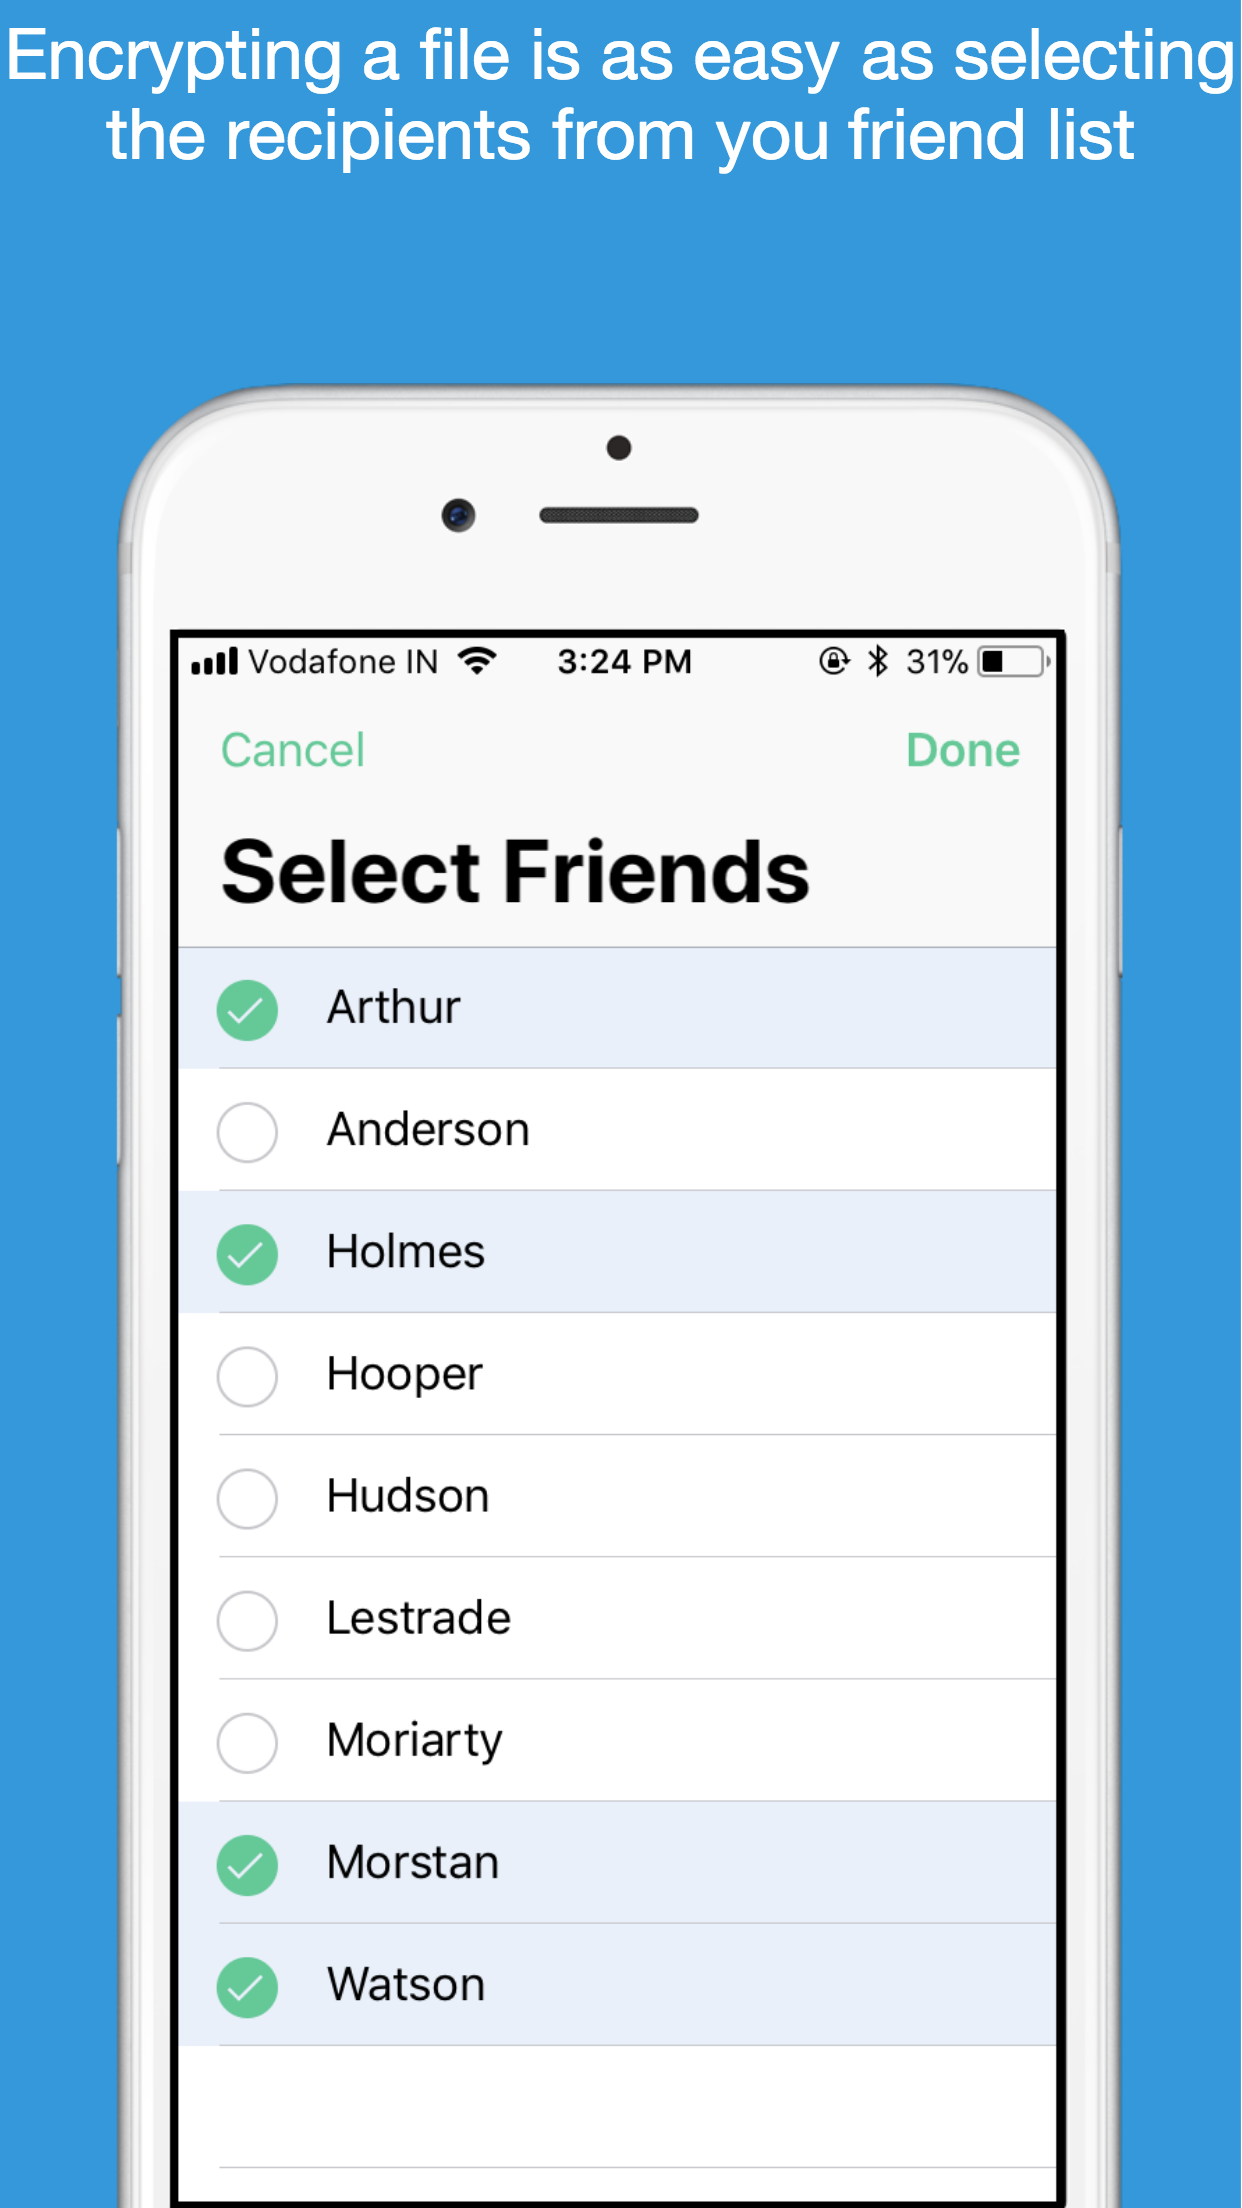 Encrypting a file is as easy as selecting
the recipients from you friend list
Vodafone IN 3:24 PM 31%
Cancel Done
Select Friends
Arthur
Anderson
Holmes
Hooper
Hudson
Lestrade
Moriarty
Morstan
Watson